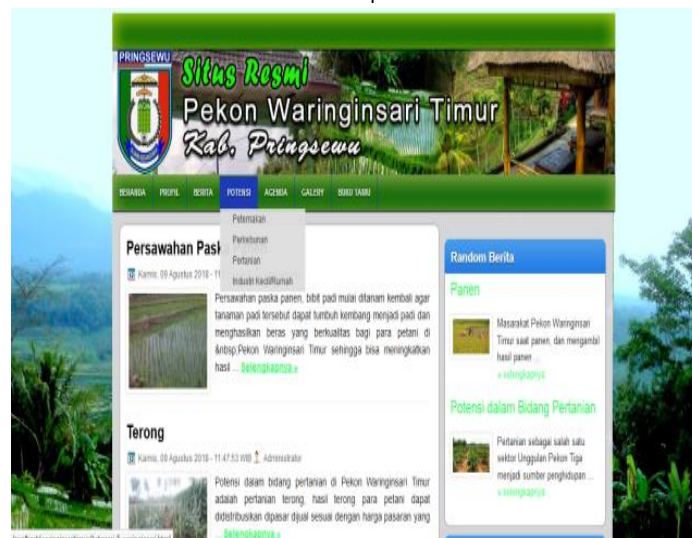 PRINGSEWU
Situs Resmi
Pekon Waringinsari Timur
Kab. Pringsewu
BERANDA PROFIL BERITA POTENSI AGENDA GALERY BUKU TAMU
Peternakan
Perkebunan
Pertanian
Industri Kecil/Rumah
Persawahan Pas
Kamis, 09 Agustus 2018 - 11
Persawahan paska panen, bibit padi mulai ditanam kembali agar
tanaman padi tersebut dapat tumbuh kembang menjadi padi dan
menghasilkan beras yang berkualitas bagi para petani di
&nbsp;Pekon Waringinsari Timur sehingga bisa meningkatkan
hasil ... Selengkapnya »
Terong
Kamis, 09 Agustus 2018 - 11:47:53 WIB Administrator
Potensi dalam bidang pertanian di Pekon Waringinsari Timur
adalah pertanian terong, hasil terong para petani dapat
didistribusikan dipasar dijual sesuai dengan harga pasaran yang
... Selengkapnya »
Random Berita
Panen
Masarakat Pekon Waringinsari
Timur saat panen, dan mengambil
hasil panen ...
» selengkapnya
Potensi dalam Bidang Pertanian
Pertanian sebagai salah satu
sektor Unggulan Pekon Tiga
menjadi sumber penghidupan ...
» selengkapnya